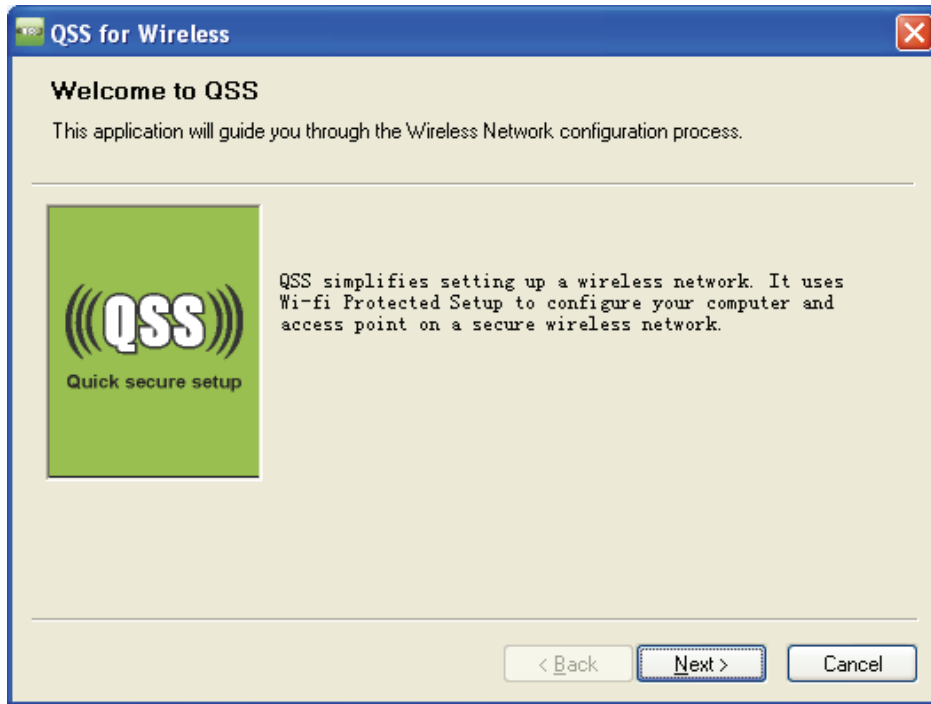 QSS for Wireless
Welcome to QSS
This application will guide you through the Wireless Network configuration process.
(((QSS)))
Quick secure setup
QSS simplifies setting up a wireless network. It uses
Wi-fi Protected Setup to configure your computer and
access point on a secure wireless network.
< Back
Next >
Cancel